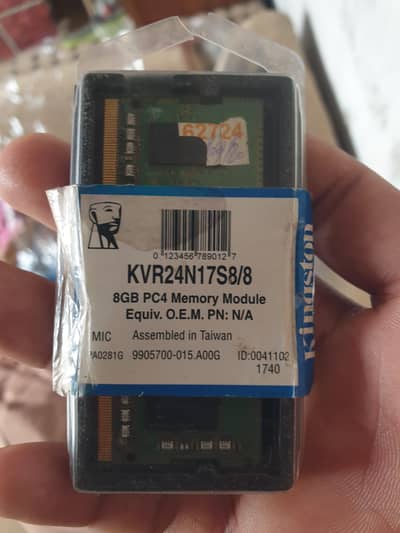 62724
0 123456 789012 7
KVR24N17S8/8
8GB PC4 Memory Module
Equiv. O.E.M. PN: N/A
MIC Assembled in Taiwan
PA0281G 9905700-015.A00G ID:0041102
1740
Kingston